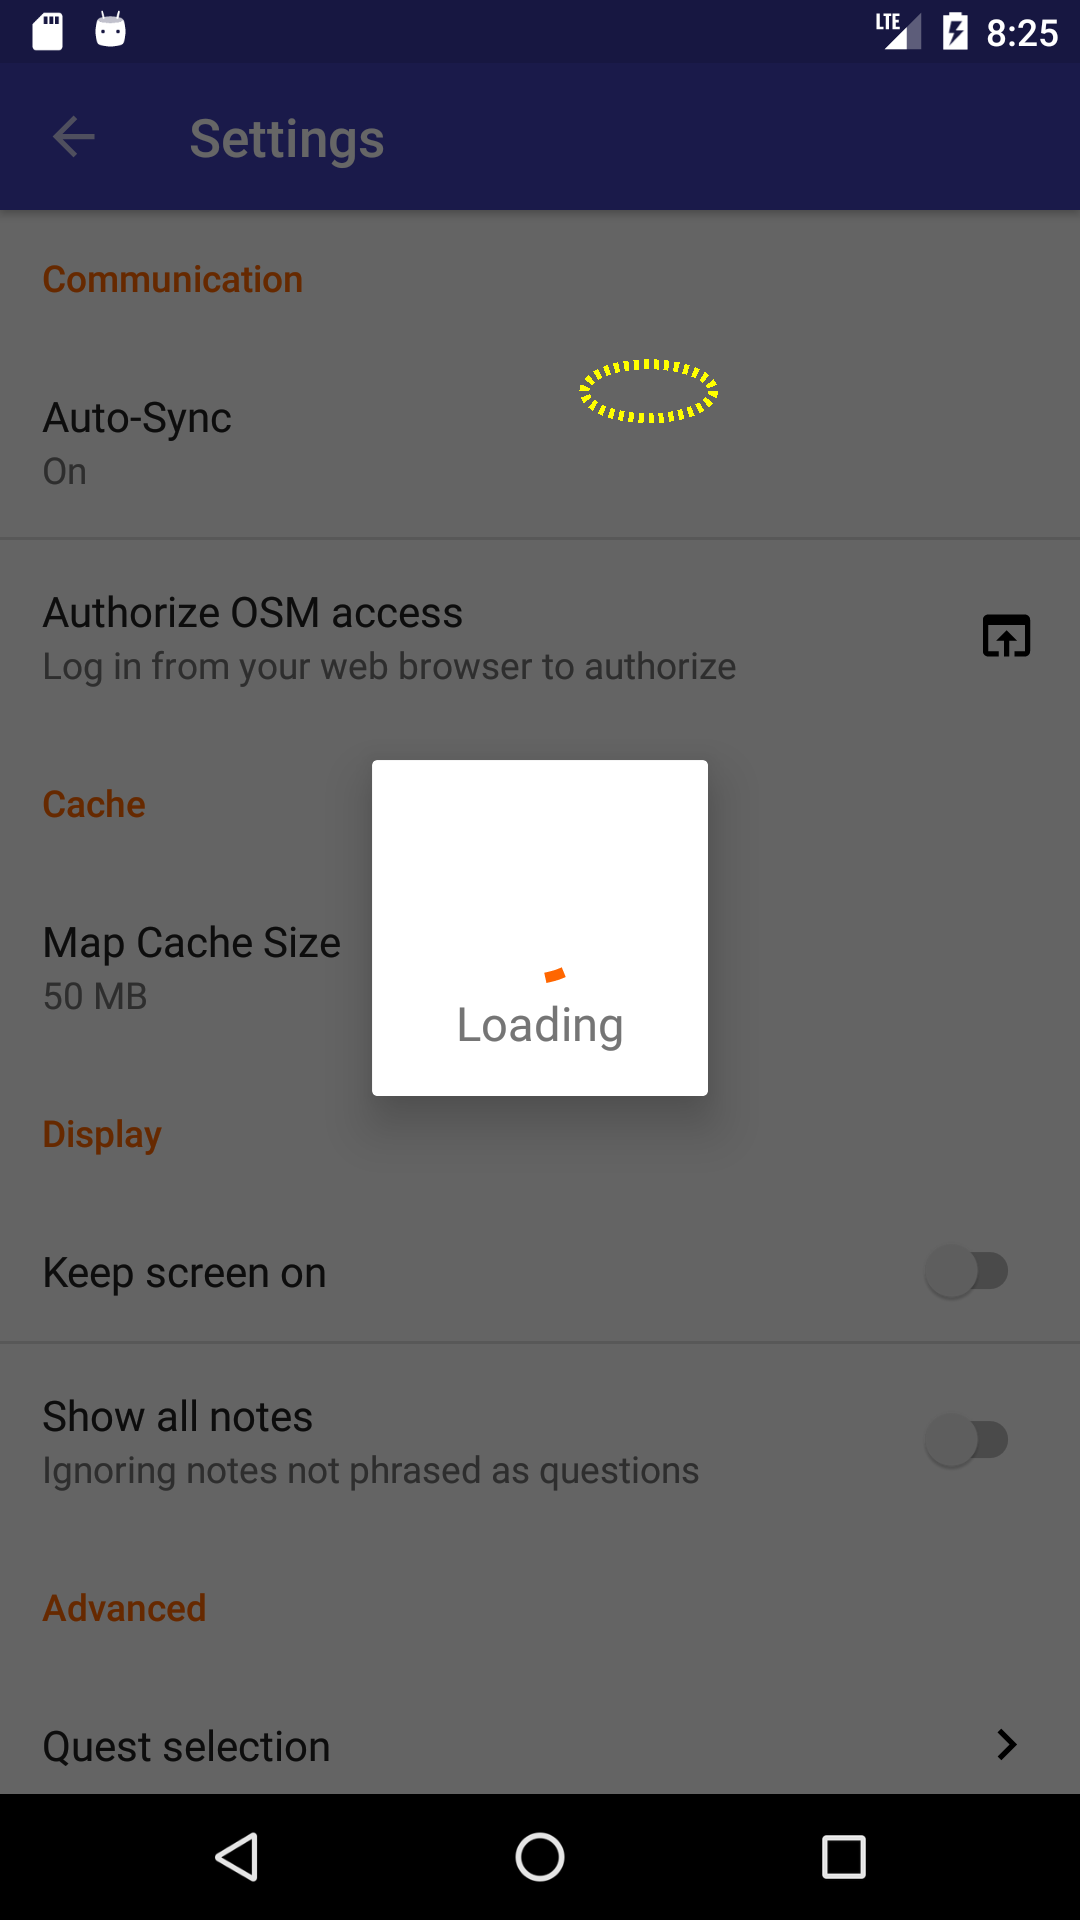 LTE 8:25
Settings
Communication
Auto-Sync
On
Authorize OSM access
Log in from your web browser to authorize
Cache
Map Cache Size
50 MB
Loading
Display
Keep screen on
Show all notes
Ignoring notes not phrased as questions
Advanced
Quest selection